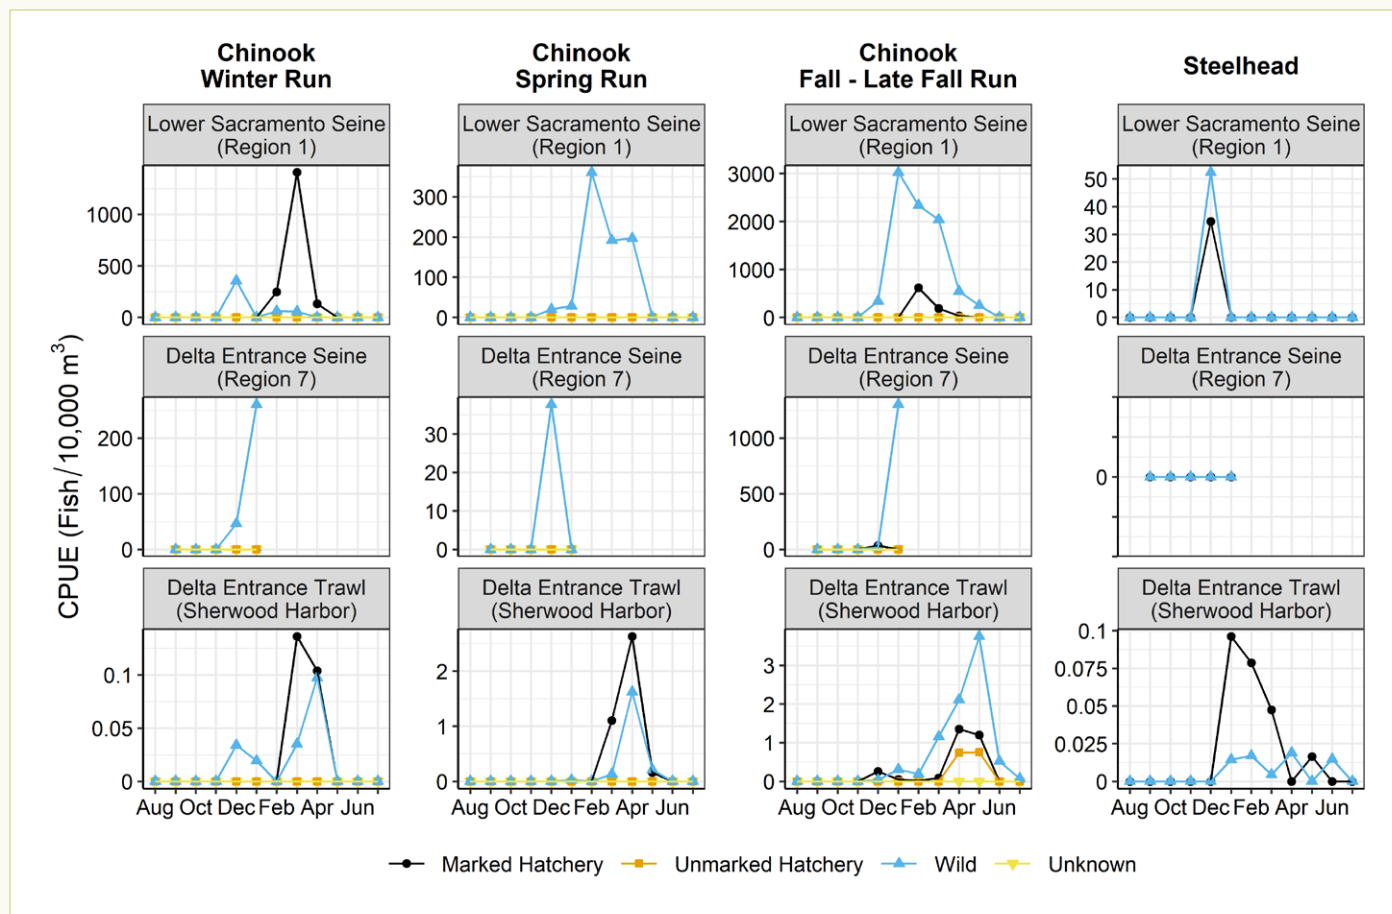 Chinook
Winter Run
Chinook
Spring Run
Chinook
Fall - Late Fall Run
Steelhead
Lower Sacramento Seine
(Region 1)
Lower Sacramento Seine
(Region 1)
Lower Sacramento Seine
(Region 1)
Lower Sacramento Seine
(Region 1)
1000
500
0
300
200
100
0
3000
2000
1000
0
50
40
30
20
10
0
Delta Entrance Seine
(Region 7)
Delta Entrance Seine
(Region 7)
Delta Entrance Seine
(Region 7)
Delta Entrance Seine
(Region 7)
CPUE (Fish/10,000 m³)
200
100
0
30
20
10
0
1000
500
0
0
Delta Entrance Trawl
(Sherwood Harbor)
Delta Entrance Trawl
(Sherwood Harbor)
Delta Entrance Trawl
(Sherwood Harbor)
Delta Entrance Trawl
(Sherwood Harbor)
0.1
0.05
0
2
1
0
3
2
1
0
0.1
0.075
0.05
0.025
0
Aug Oct Dec Feb Apr Jun
Aug Oct Dec Feb Apr Jun
Aug Oct Dec Feb Apr Jun
Aug Oct Dec Feb Apr Jun
Marked Hatchery Unmarked Hatchery Wild Unknown